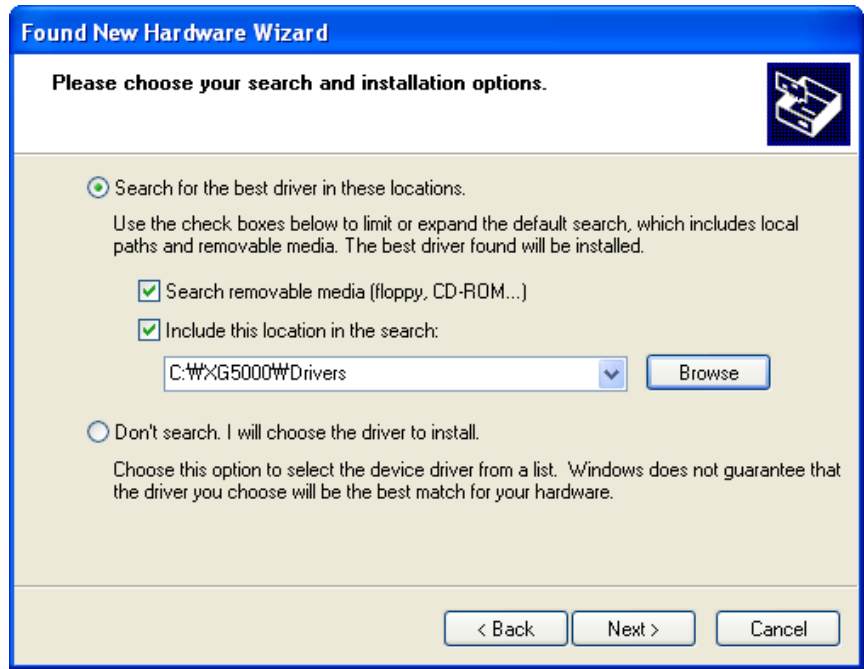 Found New Hardware Wizard
Please choose your search and installation options.
Search for the best driver in these locations.
Use the check boxes below to limit or expand the default search, which includes local
paths and removable media. The best driver found will be installed.
Search removable media (floppy, CD-ROM...)
Include this location in the search:
C:₩XG5000₩Drivers
Browse
Don't search. I will choose the driver to install.
Choose this option to select the device driver from a list.  Windows does not guarantee that
the driver you choose will be the best match for your hardware.
< Back
Next >
Cancel